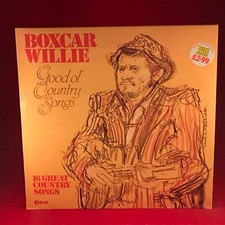 BOXCAR
WILLIE
Good ol'
Country
Songs
£2.99
16 GREAT
COUNTRY
SONGS